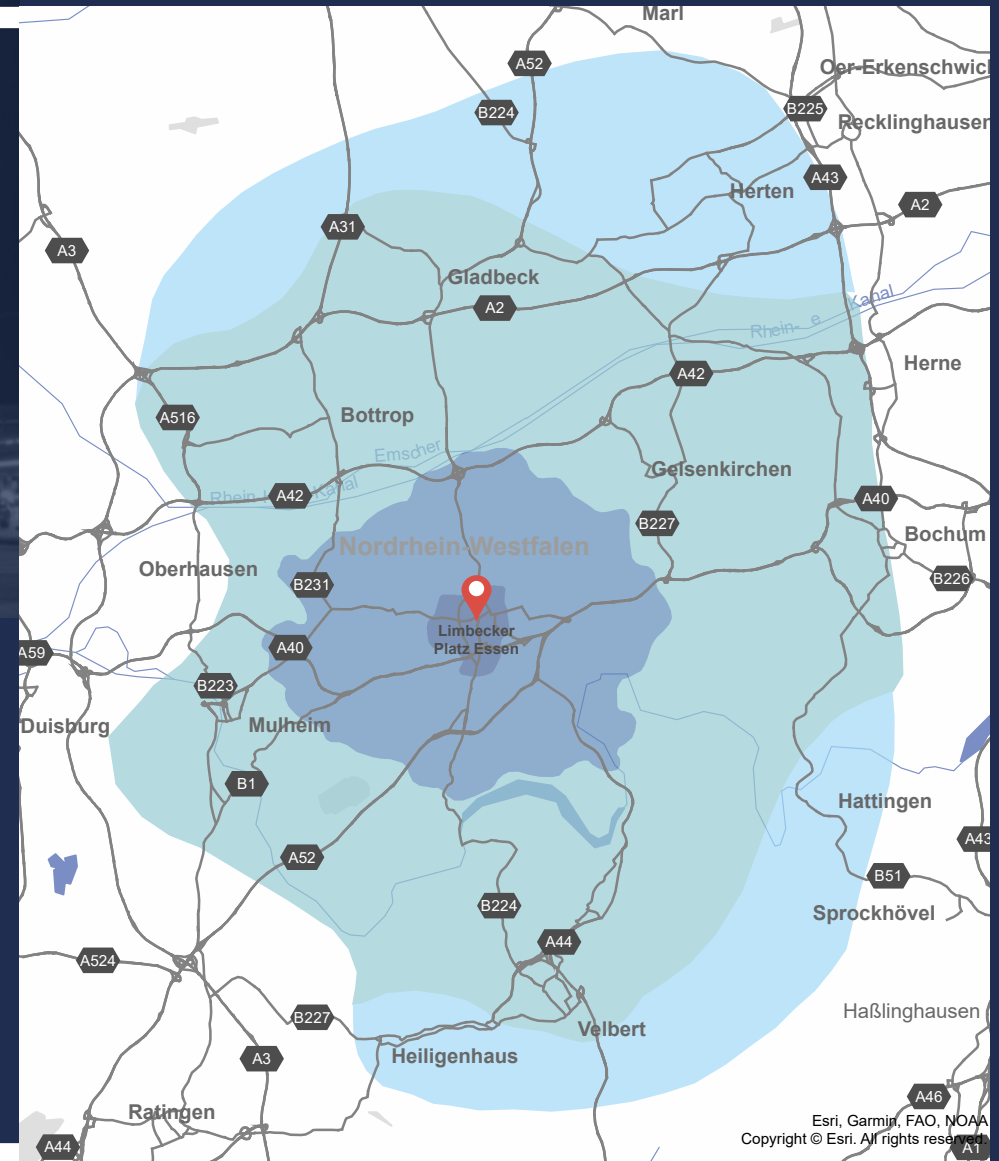 Marl
A52
Oer-Erkenschwick
B224
B225
Recklinghausen
A43
Herten
A2
A31
A3
Gladbeck
A2
Kanal
Rhein- e
Herne
A42
A516
Bottrop
Emscher
Gelsenkirchen
Rhein-
Kanal
A42
A40
B227
Bochum
Nordrhein-Westfalen
Oberhausen
B231
B226
Limbecker
Platz Essen
A40
A59
B223
Duisburg
Mulheim
B1
Hattingen
A43
A52
B51
B224
Sprockhövel
A44
A524
Haßlinghausen
B227
Velbert
Heiligenhaus
A3
A46
Ratingen
Esri, Garmin, FAO, NOAA
Copyright © Esri. All rights reserved.
A44
A1